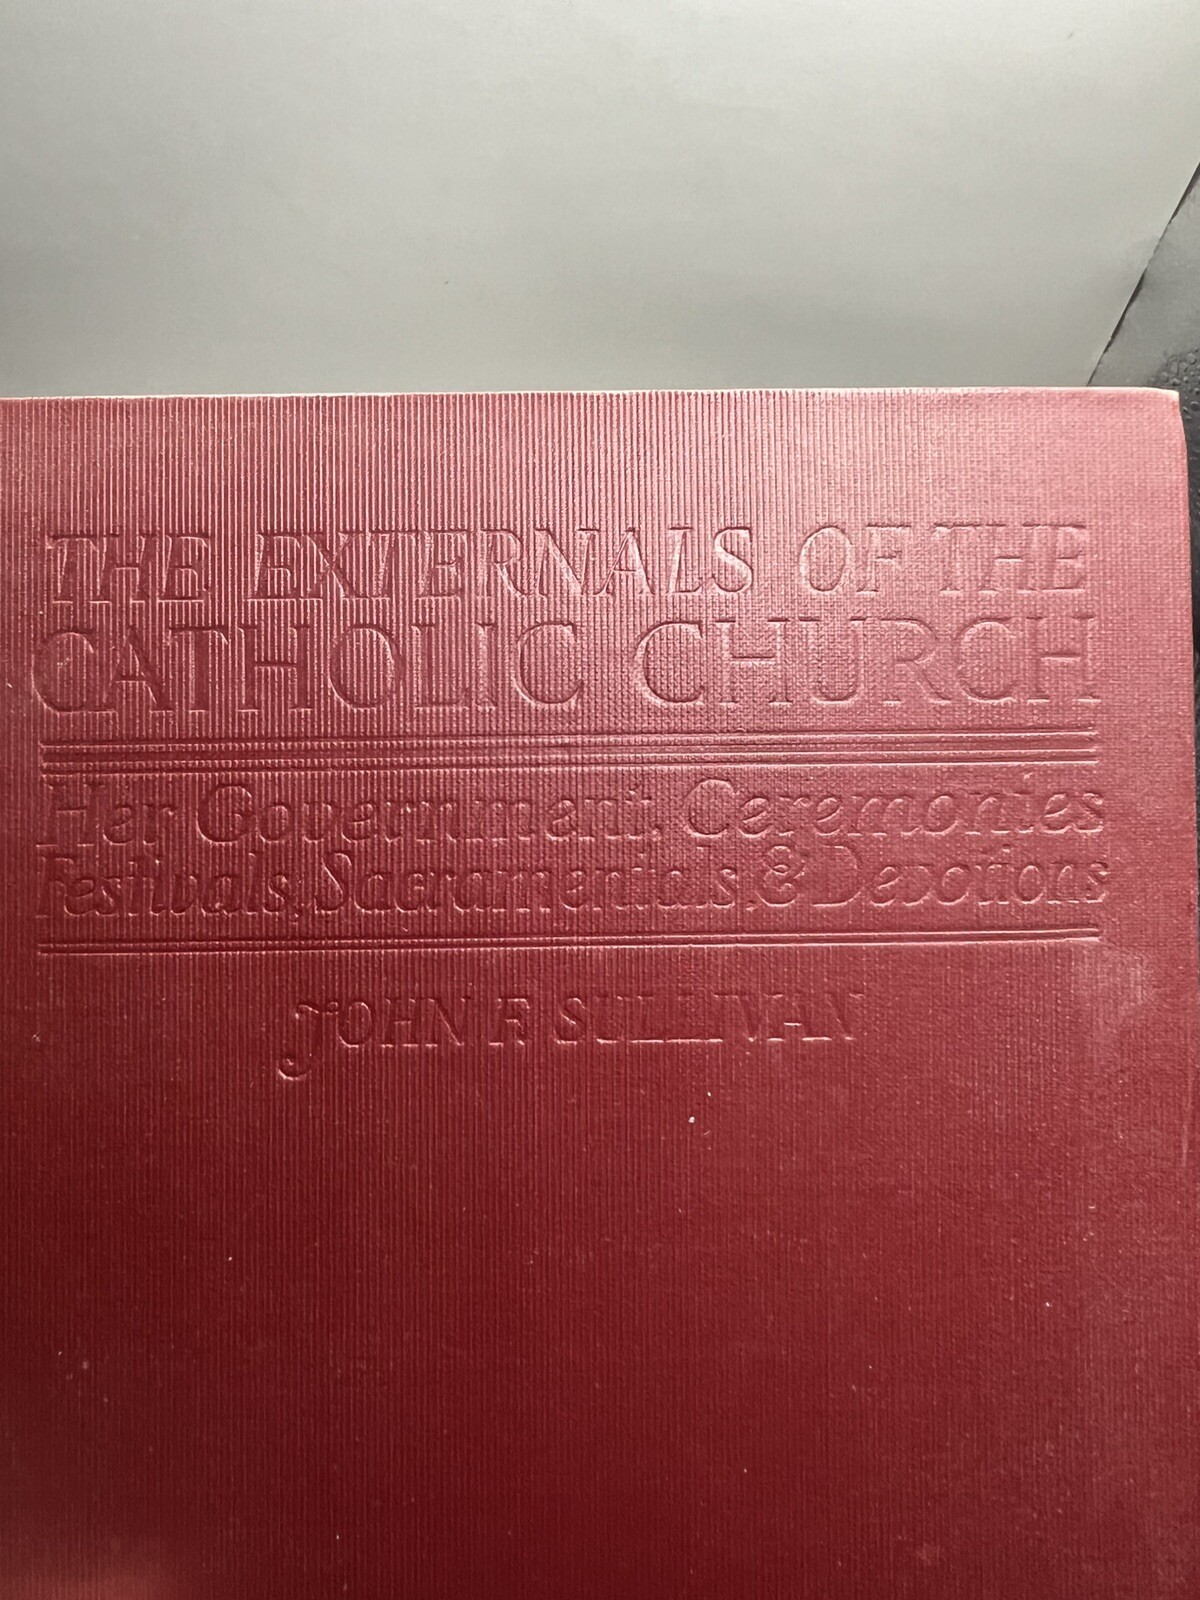 THE EXTERNALS OF THE
CATHOLIC CHURCH
Her Government, Ceremonies
Festivals, Sacramentals, & Devotions
JOHN F. SULLIVAN